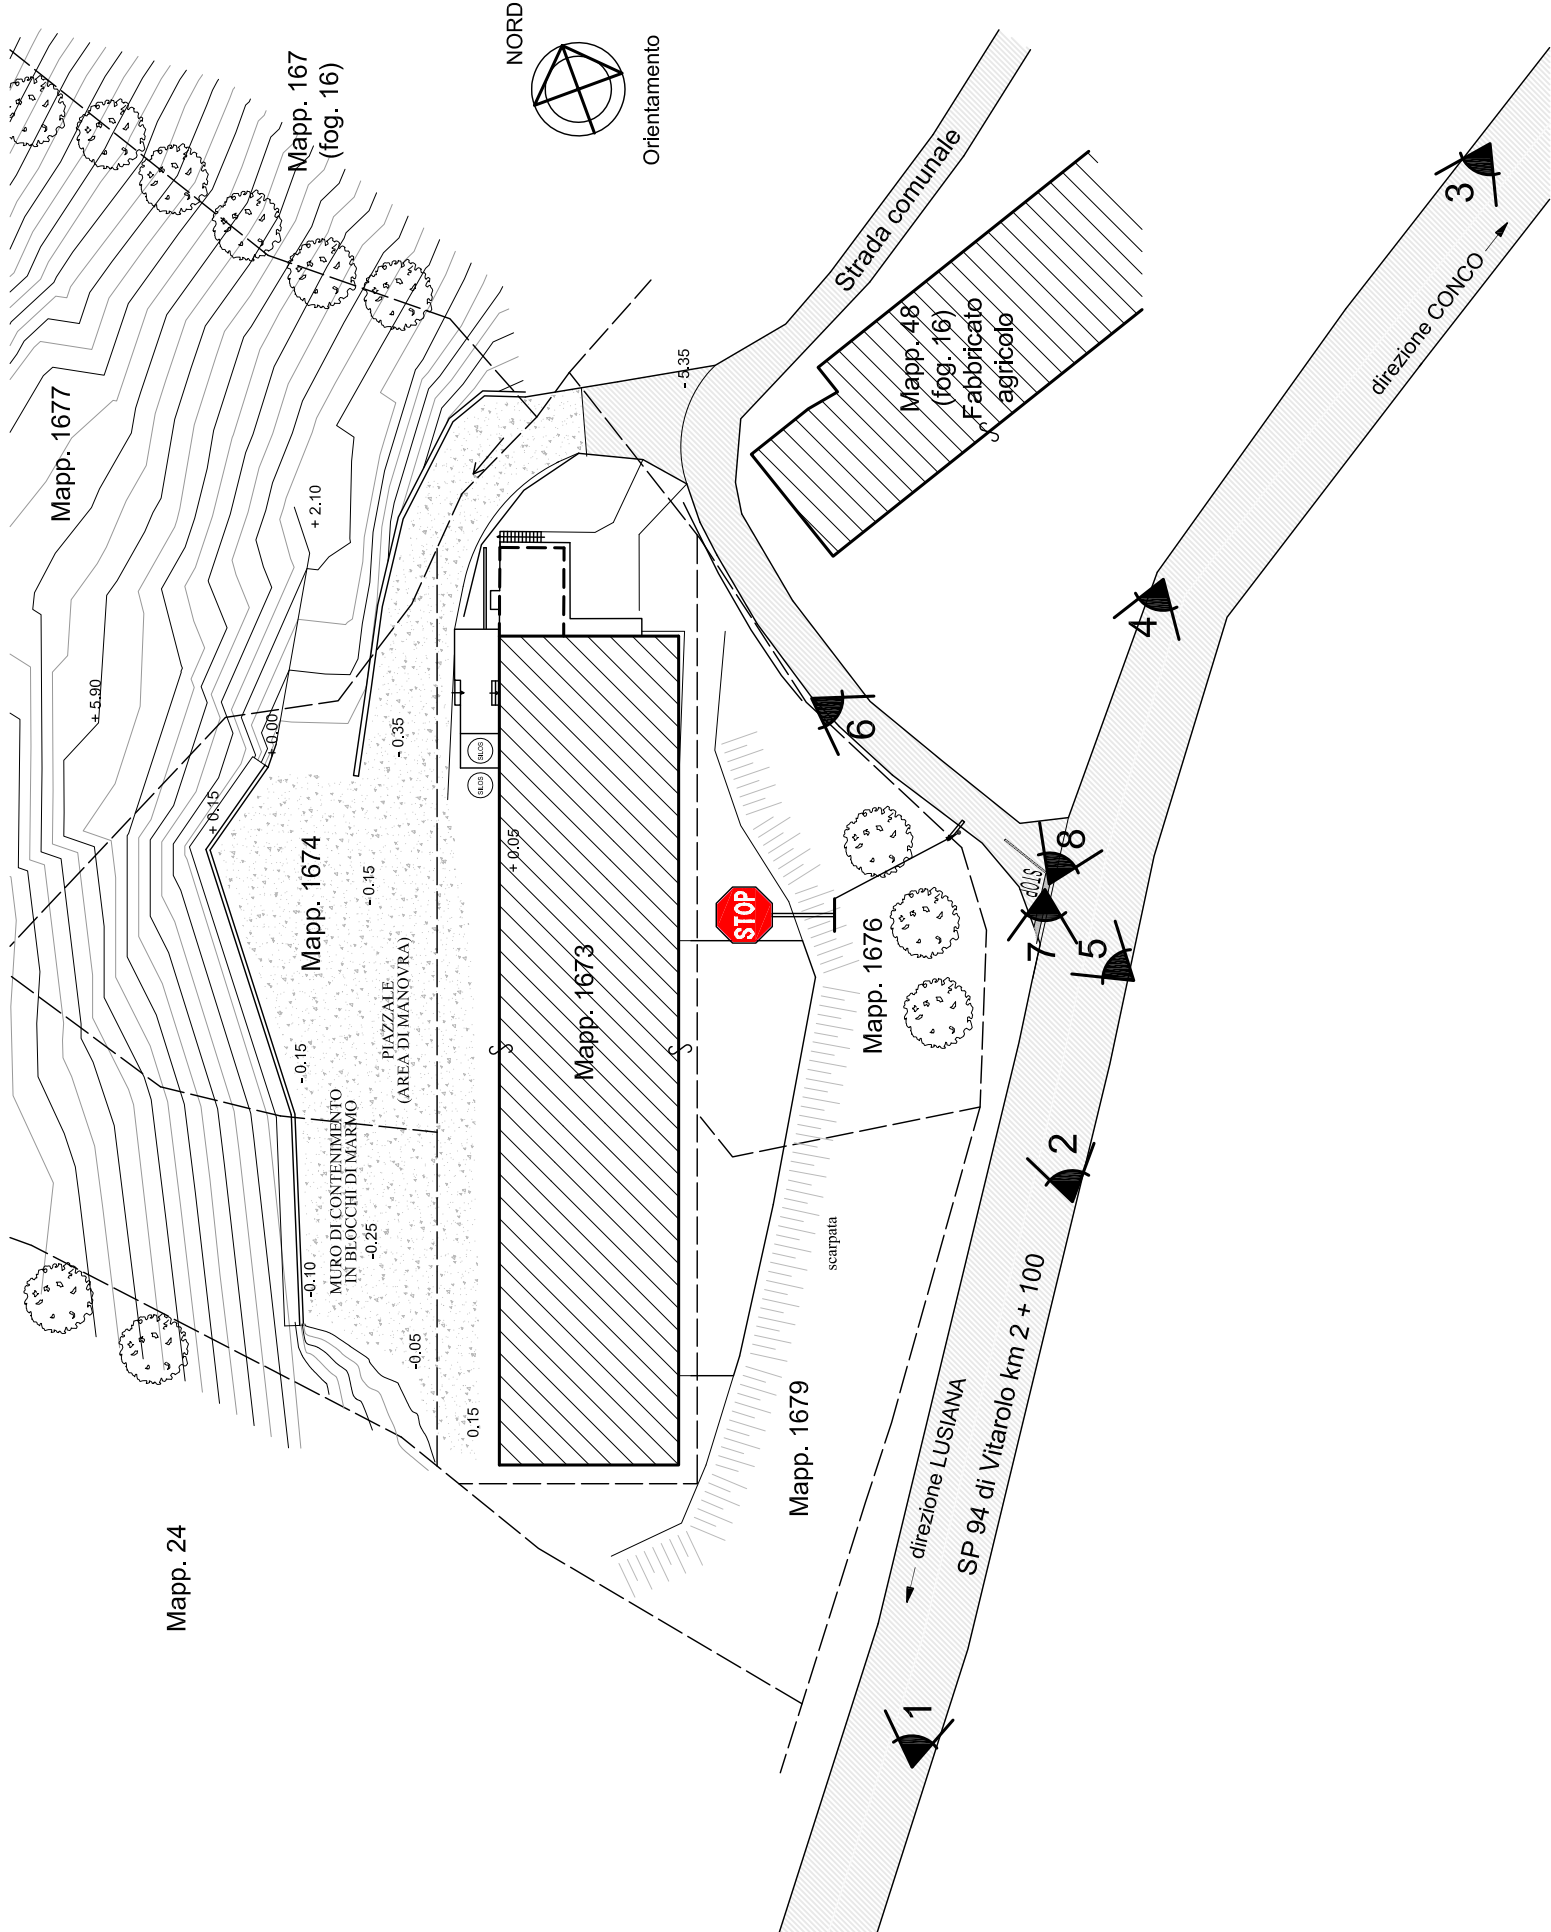 NORD
Orientamento
Mapp. 167
(fog. 16)
Mapp. 1677
+ 2.10
+ 5.90
+ 0.00
+ 0.15
- 0.35
- 5.35
Strada comunale
Mapp. 48
(fog. 16)
Fabbricato
agricolo
3
direzione CONCO
4
6
SILOS
SILOS
Mapp. 1674
- 0.15
+ 0.05
PIAZZALE
(AREA DI MANOVRA)
Mapp. 1673
STOP
Mapp. 1676
STOP
8
7
5
- 0.15
MURO DI CONTENIMENTO
IN BLOCCHI DI MARMO
-0.10
-0.25
-0.05
0.15
scarpata
2
Mapp. 1679
direzione LUSIANA
SP 94 di Vitarolo km 2 + 100
Mapp. 24
1